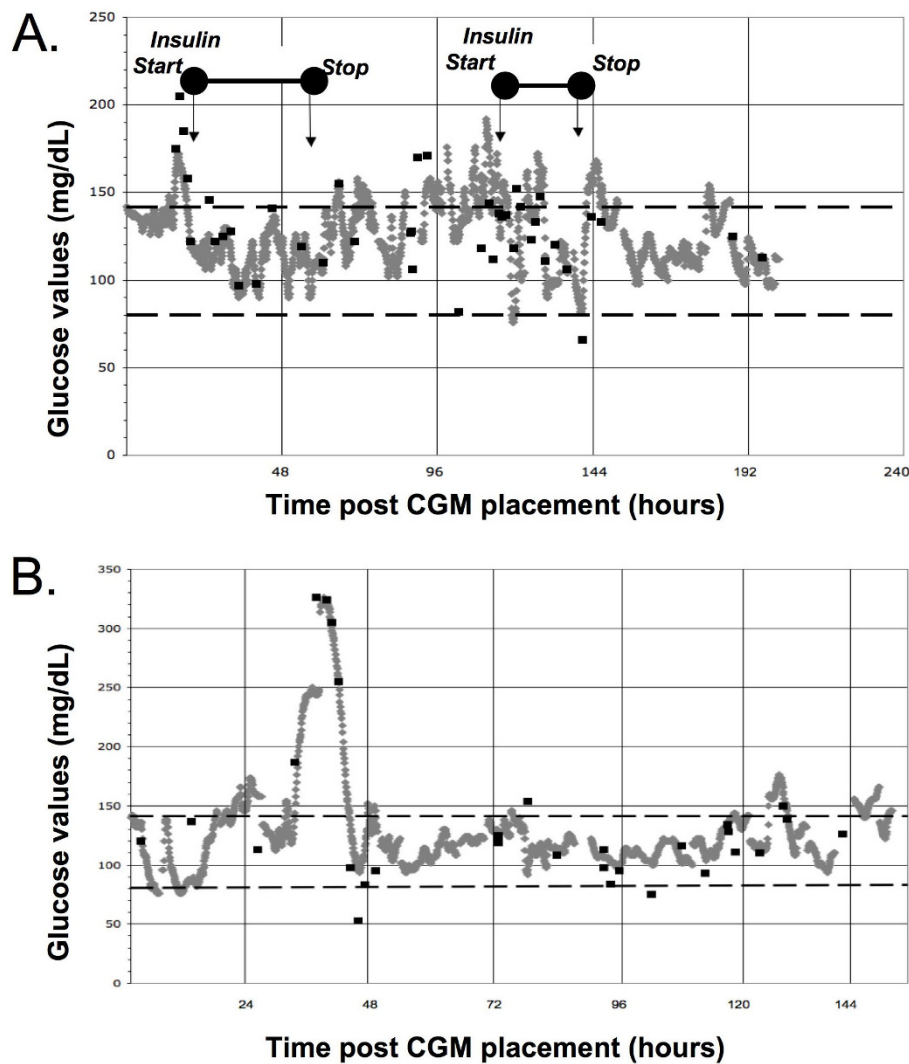 A.
Insulin
Start
Stop
Insulin
Start
Stop
Glucose values (mg/dL)
250
200
150
100
50
0
48
96
144
192
240
Time post CGM placement (hours)
B.
Glucose values (mg/dL)
350
300
250
200
150
100
50
0
24
48
72
96
120
144
Time post CGM placement (hours)